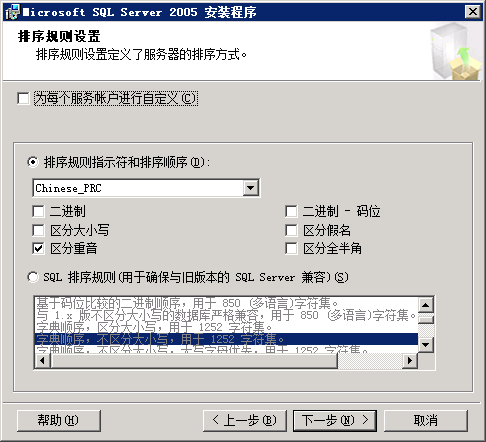 Microsoft SQL Server 2005 安装程序
排序规则设置
排序规则设置定义了服务器的排序方式。
为每个服务帐户进行自定义(C)
排序规则指示符和排序顺序(D):
Chinese_PRC
二进制
二进制 - 码位
区分大小写
区分假名
区分重音
区分全半角
SQL 排序规则(用于确保与旧版本的 SQL Server 兼容)(S)
基于码位比较的二进制顺序，用于 850 (多语言)字符集。
与 1.x 版不区分大小写的数据库严格兼容，用于 850 (多语言)字符集。
字典顺序，区分大小写，用于 1252 字符集。
字典顺序，不区分大小写，用于 1252 字符集。
字典顺序，不区分大小写，大写字母优先，用于 1252 字符集。
帮助(H)
< 上一步(B)
下一步(N) >
取消